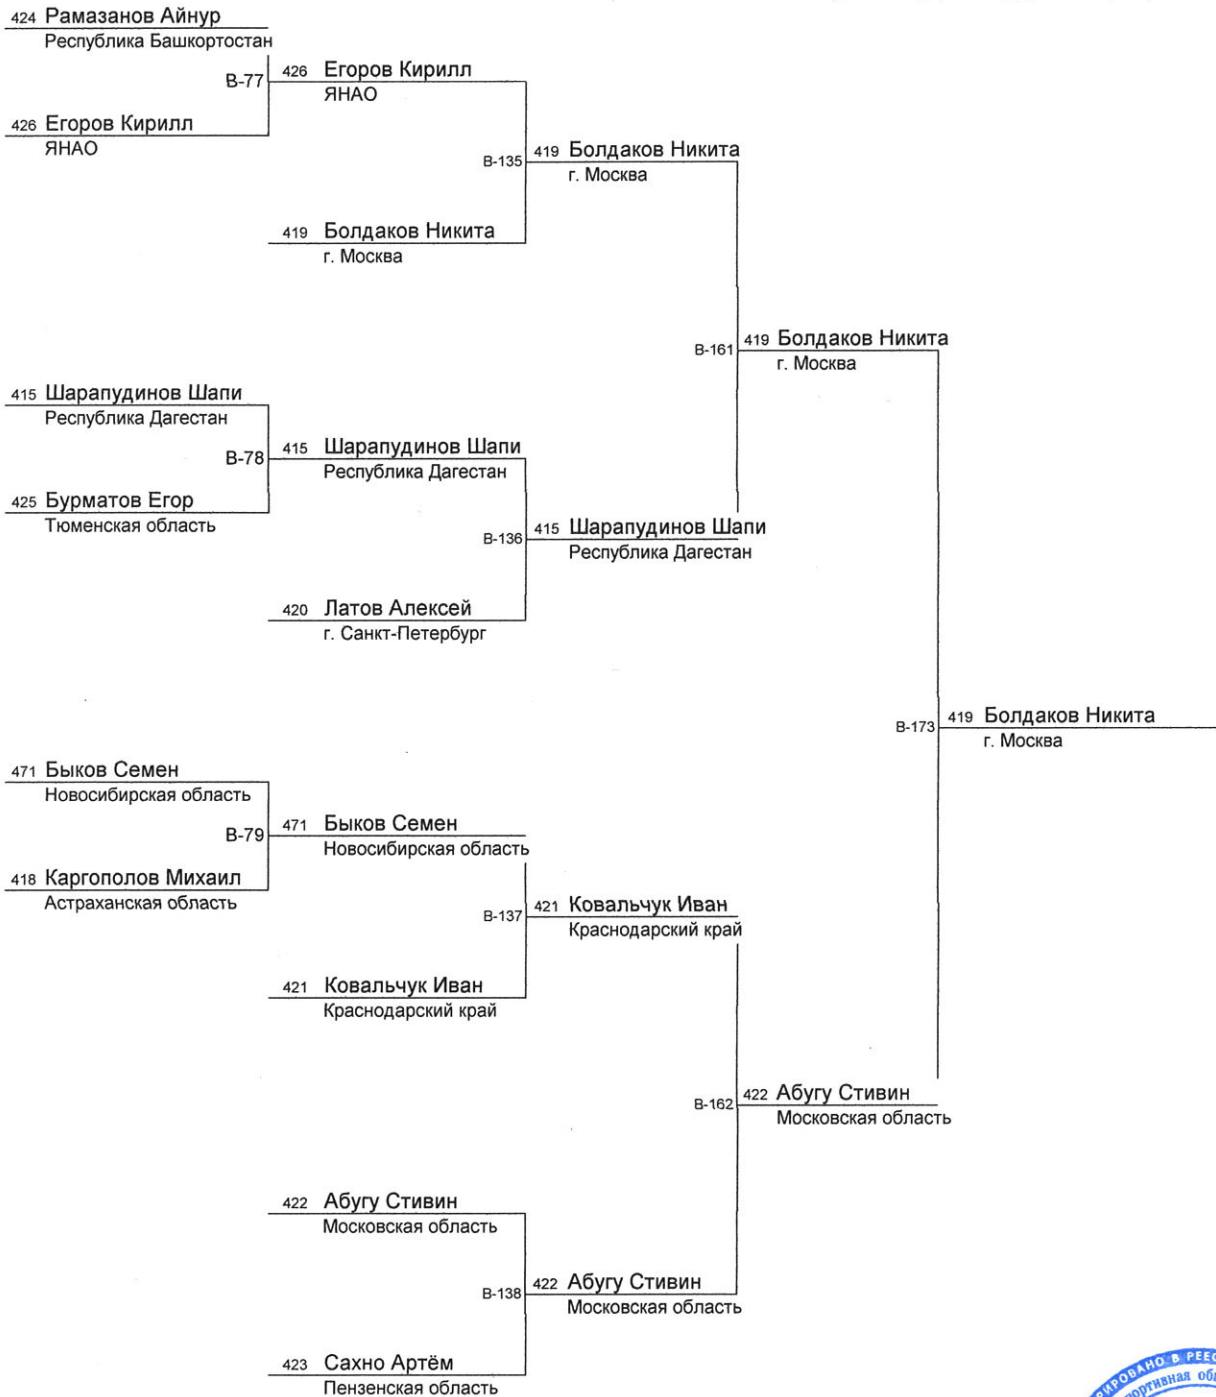 424 Рамазанов Айнур
Республика Башкортостан
В-77
426 Егоров Кирилл
ЯНАО
426 Егоров Кирилл
ЯНАО
В-135
419 Болдаков Никита
г. Москва
419 Болдаков Никита
г. Москва
В-161
419 Болдаков Никита
г. Москва
415 Шарапудинов Шапи
Республика Дагестан
В-78
415 Шарапудинов Шапи
Республика Дагестан
425 Бурматов Егор
Тюменская область
В-136
415 Шарапудинов Шапи
Республика Дагестан
420 Латов Алексей
г. Санкт-Петербург
В-173
419 Болдаков Никита
г. Москва
471 Быков Семен
Новосибирская область
В-79
471 Быков Семен
Новосибирская область
418 Каргополов Михаил
Астраханская область
В-137
421 Ковальчук Иван
Краснодарский край
421 Ковальчук Иван
Краснодарский край
В-162
422 Абугу Стивин
Московская область
422 Абугу Стивин
Московская область
В-138
422 Абугу Стивин
Московская область
423 Сахно Артём
Пензенская область